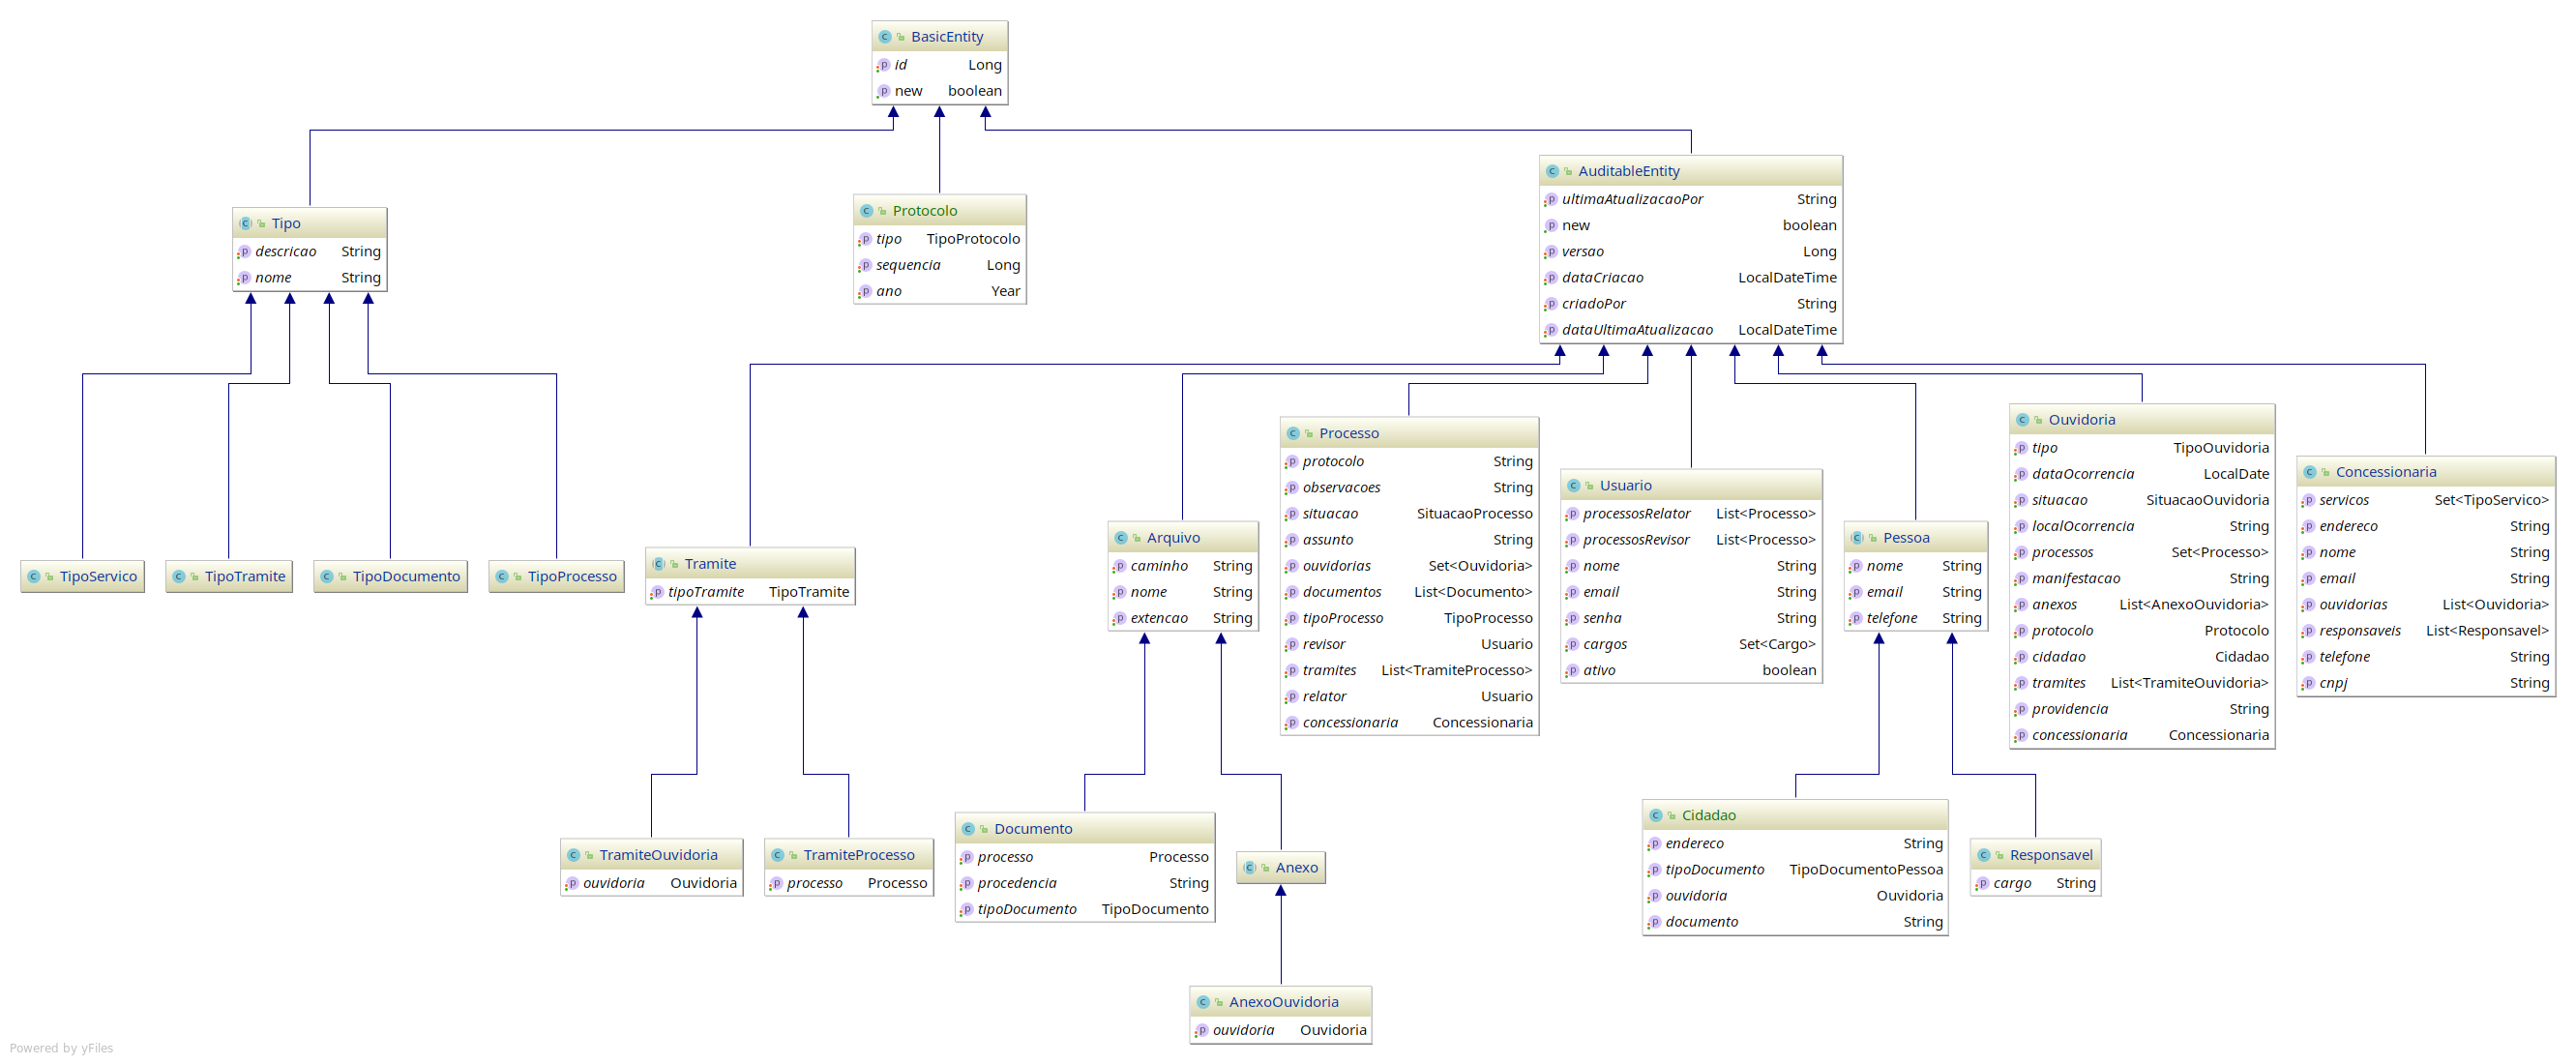 BasicEntity
id Long
new boolean
AuditableEntity
ultimaAtualizacaoPor String
new boolean
versao Long
dataCriacao LocalDateTime
criadoPor String
dataUltimaAtualizacao LocalDateTime
Protocolo
tipo TipoProtocolo
sequencia Long
ano Year
Tipo
descricao String
nome String
TipoServico
TipoTramite
TipoDocumento
TipoProcesso
Tramite
tipoTramite TipoTramite
Arquivo
caminho String
nome String
extencao String
Processo
protocolo String
observacoes String
situacao SituacaoProcesso
assunto String
ouvidorias Set<Ouvidoria>
documentos List<Documento>
tipoProcesso TipoProcesso
revisor Usuario
tramites List<TramiteProcesso>
relator Usuario
concessionaria Concessionaria
Usuario
processosRelator List<Processo>
processosRevisor List<Processo>
nome String
email String
senha String
cargos Set<Cargo>
ativo boolean
Pessoa
nome String
email String
telefone String
Ouvidoria
tipo TipoOuvidoria
dataOcorrencia LocalDate
situacao SituacaoOuvidoria
localOcorrencia String
processos Set<Processo>
manifestacao String
anexos List<AnexoOuvidoria>
protocolo Protocolo
cidadao Cidadao
tramites List<TramiteOuvidoria>
providencia String
concessionaria Concessionaria
Concessionaria
servicos Set<TipoServico>
endereco String
nome String
email String
ouvidorias List<Ouvidoria>
responsaveis List<Responsavel>
telefone String
cnpj String
TramiteOuvidoria
ouvidoria Ouvidoria
TramiteProcesso
processo Processo
Documento
processo Processo
procedencia String
tipoDocumento TipoDocumento
Anexo
Cidadao
endereco String
tipoDocumento TipoDocumentoPessoa
ouvidoria Ouvidoria
documento String
Responsavel
cargo String
AnexoOuvidoria
ouvidoria Ouvidoria
Powered by yFiles